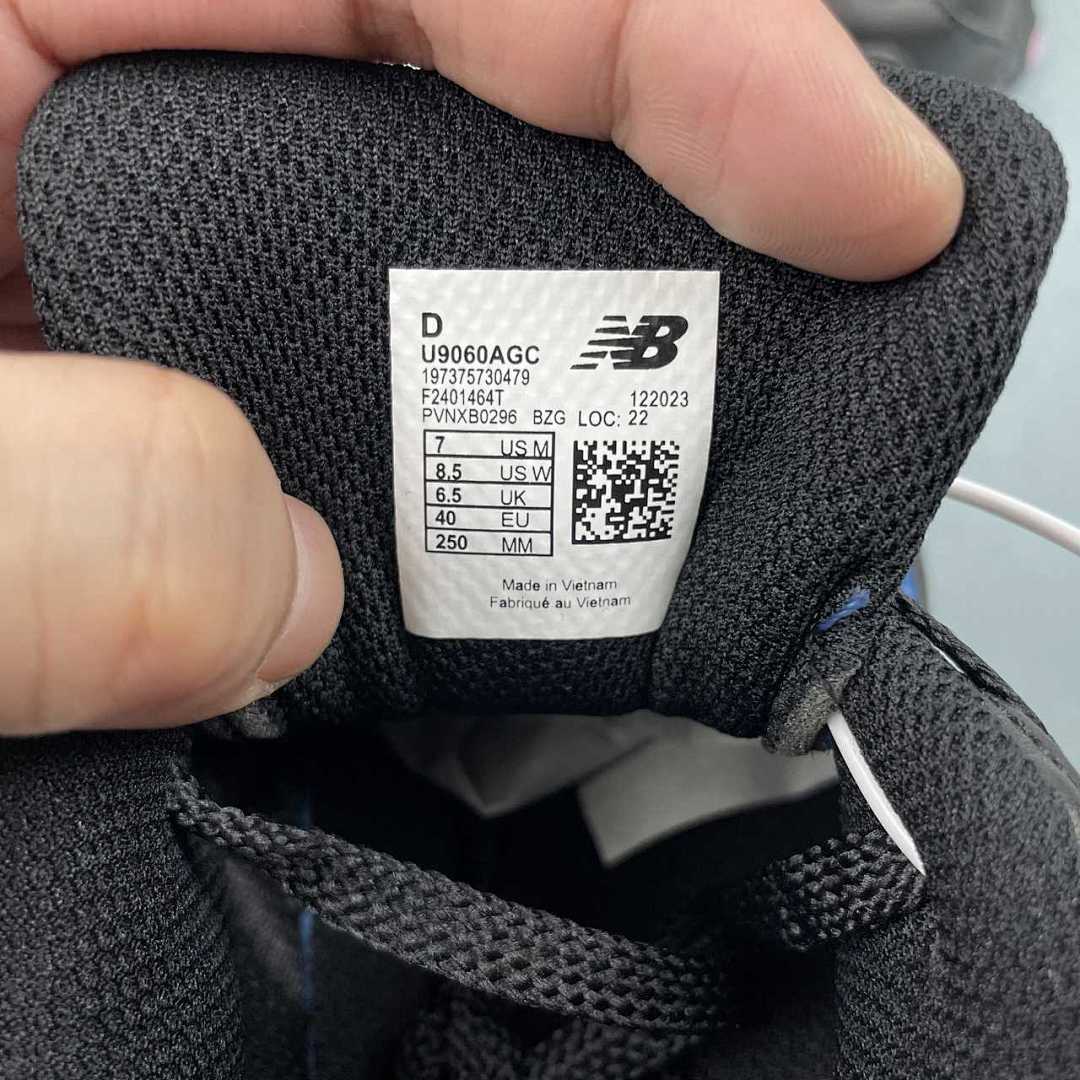 D
NB
U9060AGC
197375730479
F2401464T 122023
PVNXB0296 BZG LOC: 22
7 US M
8.5 US W
6.5 UK
40 EU
250 MM
Made in Vietnam
Fabriqué au Vietnam